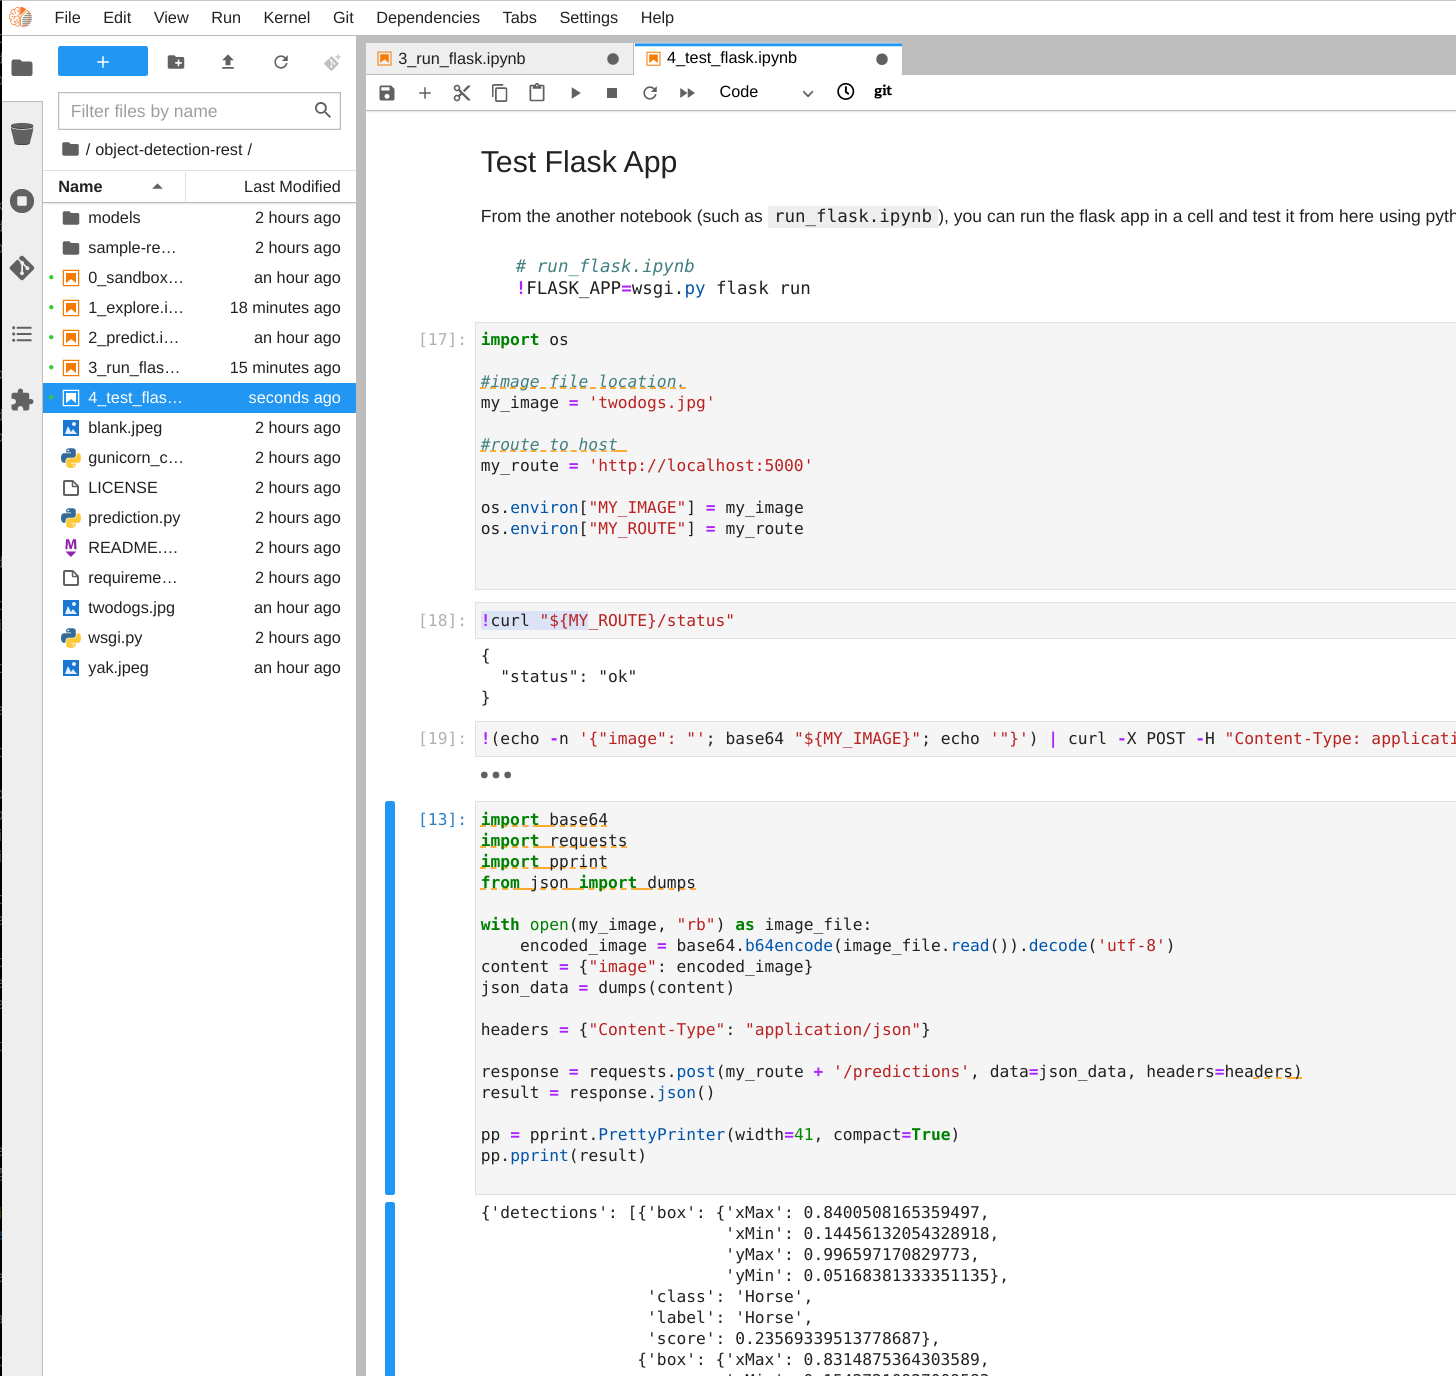 File Edit View Run Kernel Git Dependencies Tabs Settings Help
Filter files by name
/ object-detection-rest /
Name Last Modified
models 2 hours ago
sample-re… 2 hours ago
0_sandbox… an hour ago
1_explore.i… 18 minutes ago
2_predict.i… an hour ago
3_run_flas… 15 minutes ago
4_test_flas… seconds ago
blank.jpeg 2 hours ago
gunicorn_c… 2 hours ago
LICENSE 2 hours ago
prediction.py 2 hours ago
README.… 2 hours ago
requireme… 2 hours ago
twodogs.jpg an hour ago
wsgi.py 2 hours ago
yak.jpeg an hour ago
3_run_flask.ipynb 4_test_flask.ipynb
Code git
Test Flask App
From the another notebook (such as run_flask.ipynb ), you can run the flask app in a cell and test it from here using pyth
# run_flask.ipynb
!FLASK_APP=wsgi.py flask run
[17]: import os
#image file location.
my_image = 'twodogs.jpg'
#route to host
my_route = 'http://localhost:5000'
os.environ["MY_IMAGE"] = my_image
os.environ["MY_ROUTE"] = my_route
[18]: !curl "${MY_ROUTE}/status"
{
"status": "ok"
}
[19]: !(echo -n '{"image": "'; base64 "${MY_IMAGE}"; echo '"}') | curl -X POST -H "Content-Type: applicati
[13]: import base64
import requests
import pprint
from json import dumps
with open(my_image, "rb") as image_file:
encoded_image = base64.b64encode(image_file.read()).decode('utf-8')
content = {"image": encoded_image}
json_data = dumps(content)
headers = {"Content-Type": "application/json"}
response = requests.post(my_route + '/predictions', data=json_data, headers=headers)
result = response.json()
pp = pprint.PrettyPrinter(width=41, compact=True)
pp.pprint(result)
{'detections': [{'box': {'xMax': 0.8400508165359497,
'xMin': 0.14456132054328918,
'yMax': 0.996597170829773,
'yMin': 0.05168381333351135},
'class': 'Horse',
'label': 'Horse',
'score': 0.23569339513778687},
{'box': {'xMax': 0.8314875364303589,